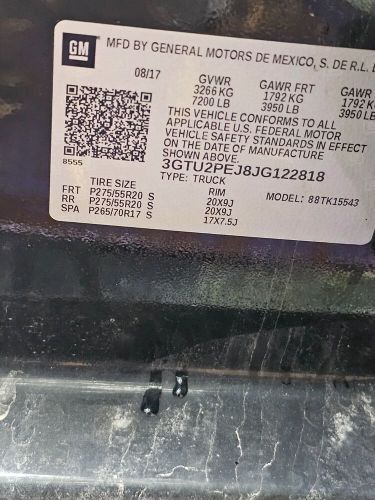 GM
MFD BY GENERAL MOTORS DE MEXICO, S. DE R.L.
08/17 GVWR GAWR FRT GAWR
3266 KG 1792 KG 1792
7200 LB 3950 LB 3950 LB
THIS VEHICLE CONFORMS TO ALL
APPLICABLE U.S. FEDERAL MOTOR
VEHICLE SAFETY STANDARDS IN EFFECT
ON THE DATE OF MANUFACTURE
SHOWN ABOVE.
8555
3GTU2PEJ8JG122818
TYPE: TRUCK
TIRE SIZE RIM MODEL: 88TK15543
FRT P275/55R20 S 20X9J
RR P275/55R20 S 20X9J
SPA P265/70R17 S 17X7.5J